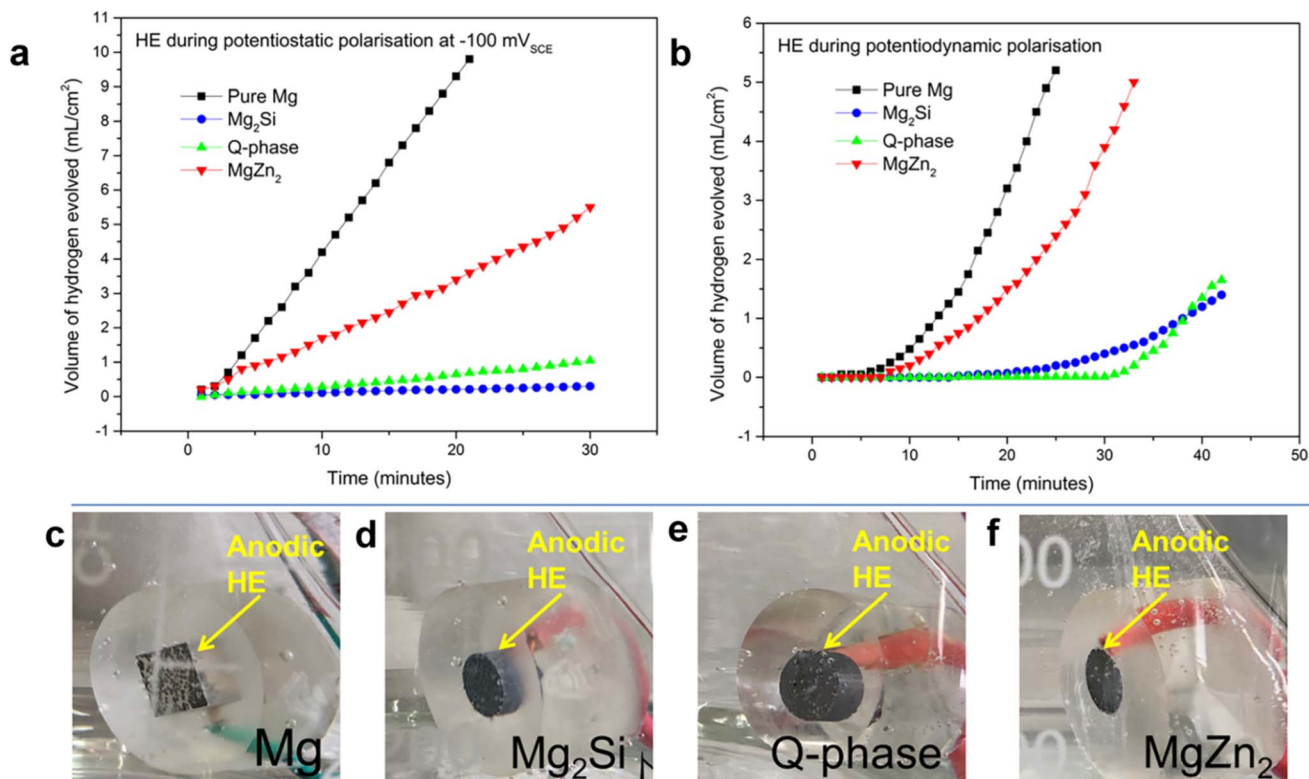 a
HE during potentiostatic polarisation at -100 mV_SCE
Pure Mg
Mg₂Si
Q-phase
MgZn₂
Volume of hydrogen evolved (mL/cm²)
11
10
9
8
7
6
5
4
3
2
1
0
-1
0
10
20
30
Time (minutes)
b
HE during potentiodynamic polarisation
Pure Mg
Mg₂Si
Q-phase
MgZn₂
Volume of hydrogen evolved (mL/cm²)
6
5
4
3
2
1
0
-1
0
10
20
30
40
50
Time (minutes)
c
Anodic
HE
Mg
d
Anodic
HE
Mg₂Si
e
Anodic
HE
Q-phase
f
00
Anodic
HE
00
MgZn₂